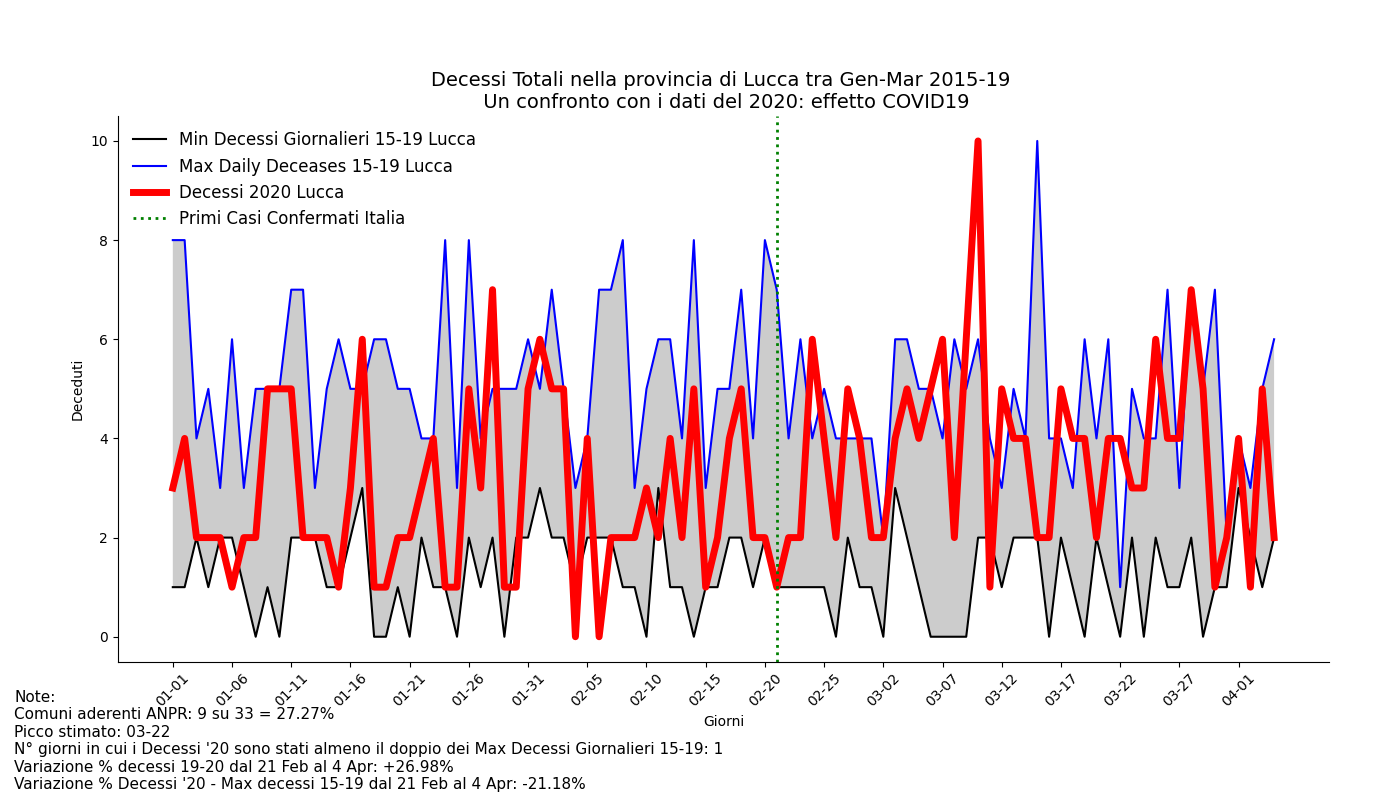 Decessi Totali nella provincia di Lucca tra Gen-Mar 2015-19
Un confronto con i dati del 2020: effetto COVID19
Min Decessi Giornalieri 15-19 Lucca
Max Daily Deceases 15-19 Lucca
Decessi 2020 Lucca
Primi Casi Confermati Italia
Deceduti
10
8
6
4
2
0
01-01
01-06
01-11
01-16
01-21
01-26
01-31
02-05
02-10
02-15
02-20
02-25
03-02
03-07
03-12
03-17
03-22
03-27
04-01
Giorni
Note:
Comuni aderenti ANPR: 9 su 33 = 27.27%
Picco stimato: 03-22
N° giorni in cui i Decessi '20 sono stati almeno il doppio dei Max Decessi Giornalieri 15-19: 1
Variazione % decessi 19-20 dal 21 Feb al 4 Apr: +26.98%
Variazione % Decessi '20 - Max decessi 15-19 dal 21 Feb al 4 Apr: -21.18%